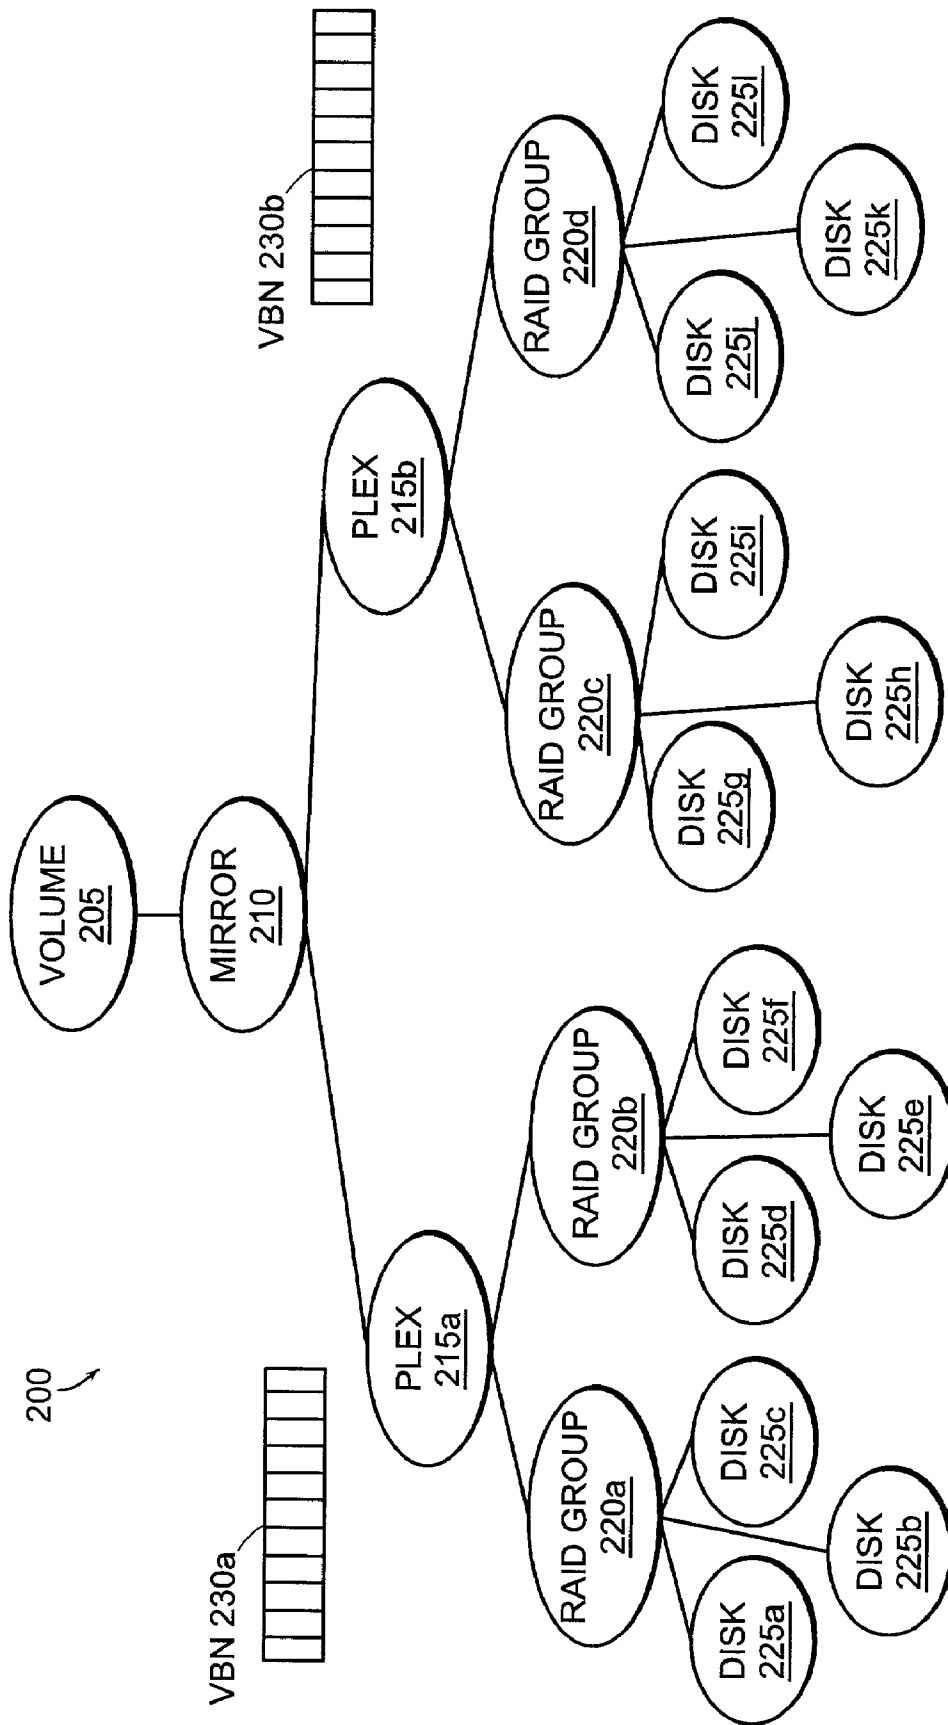 200
VOLUME
205
MIRROR
210
VBN 230a
VBN 230b
PLEX
215a
PLEX
215b
RAID GROUP
220a
RAID GROUP
220b
RAID GROUP
220c
RAID GROUP
220d
DISK
225a
DISK
225b
DISK
225c
DISK
225d
DISK
225e
DISK
225f
DISK
225g
DISK
225h
DISK
225i
DISK
225j
DISK
225k
DISK
225l